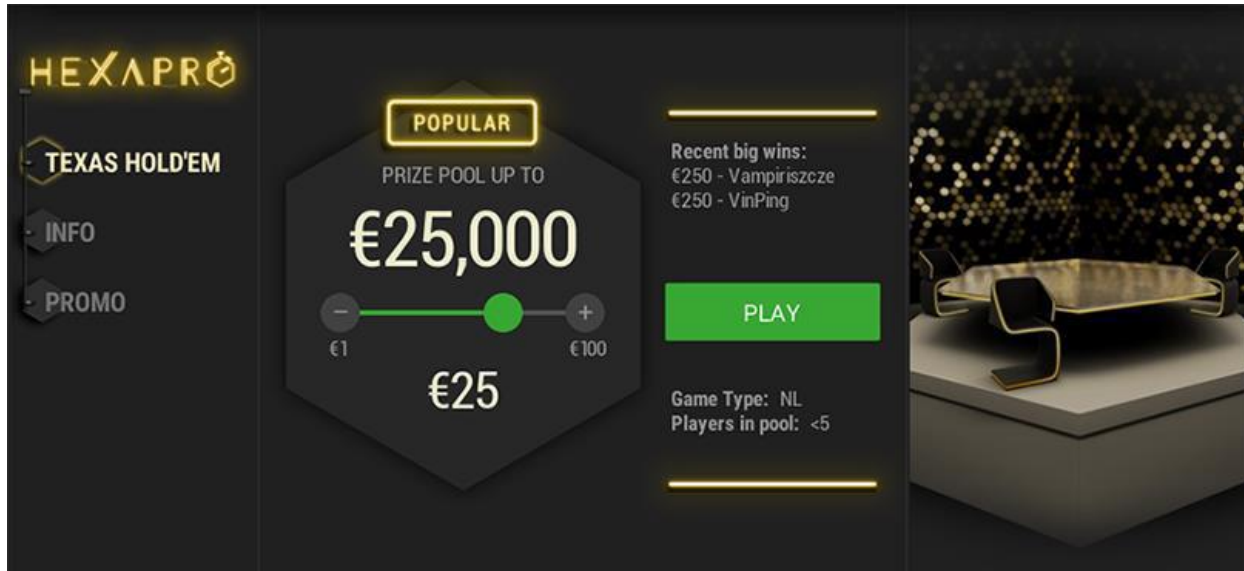 HEXAPRO
TEXAS HOLD'EM
INFO
PROMO
POPULAR
PRIZE POOL UP TO
€25,000
− +
€1 €100
€25
Recent big wins:
€250 - Vampiriszcze
€250 - VinPing
PLAY
Game Type: NL
Players in pool: <5